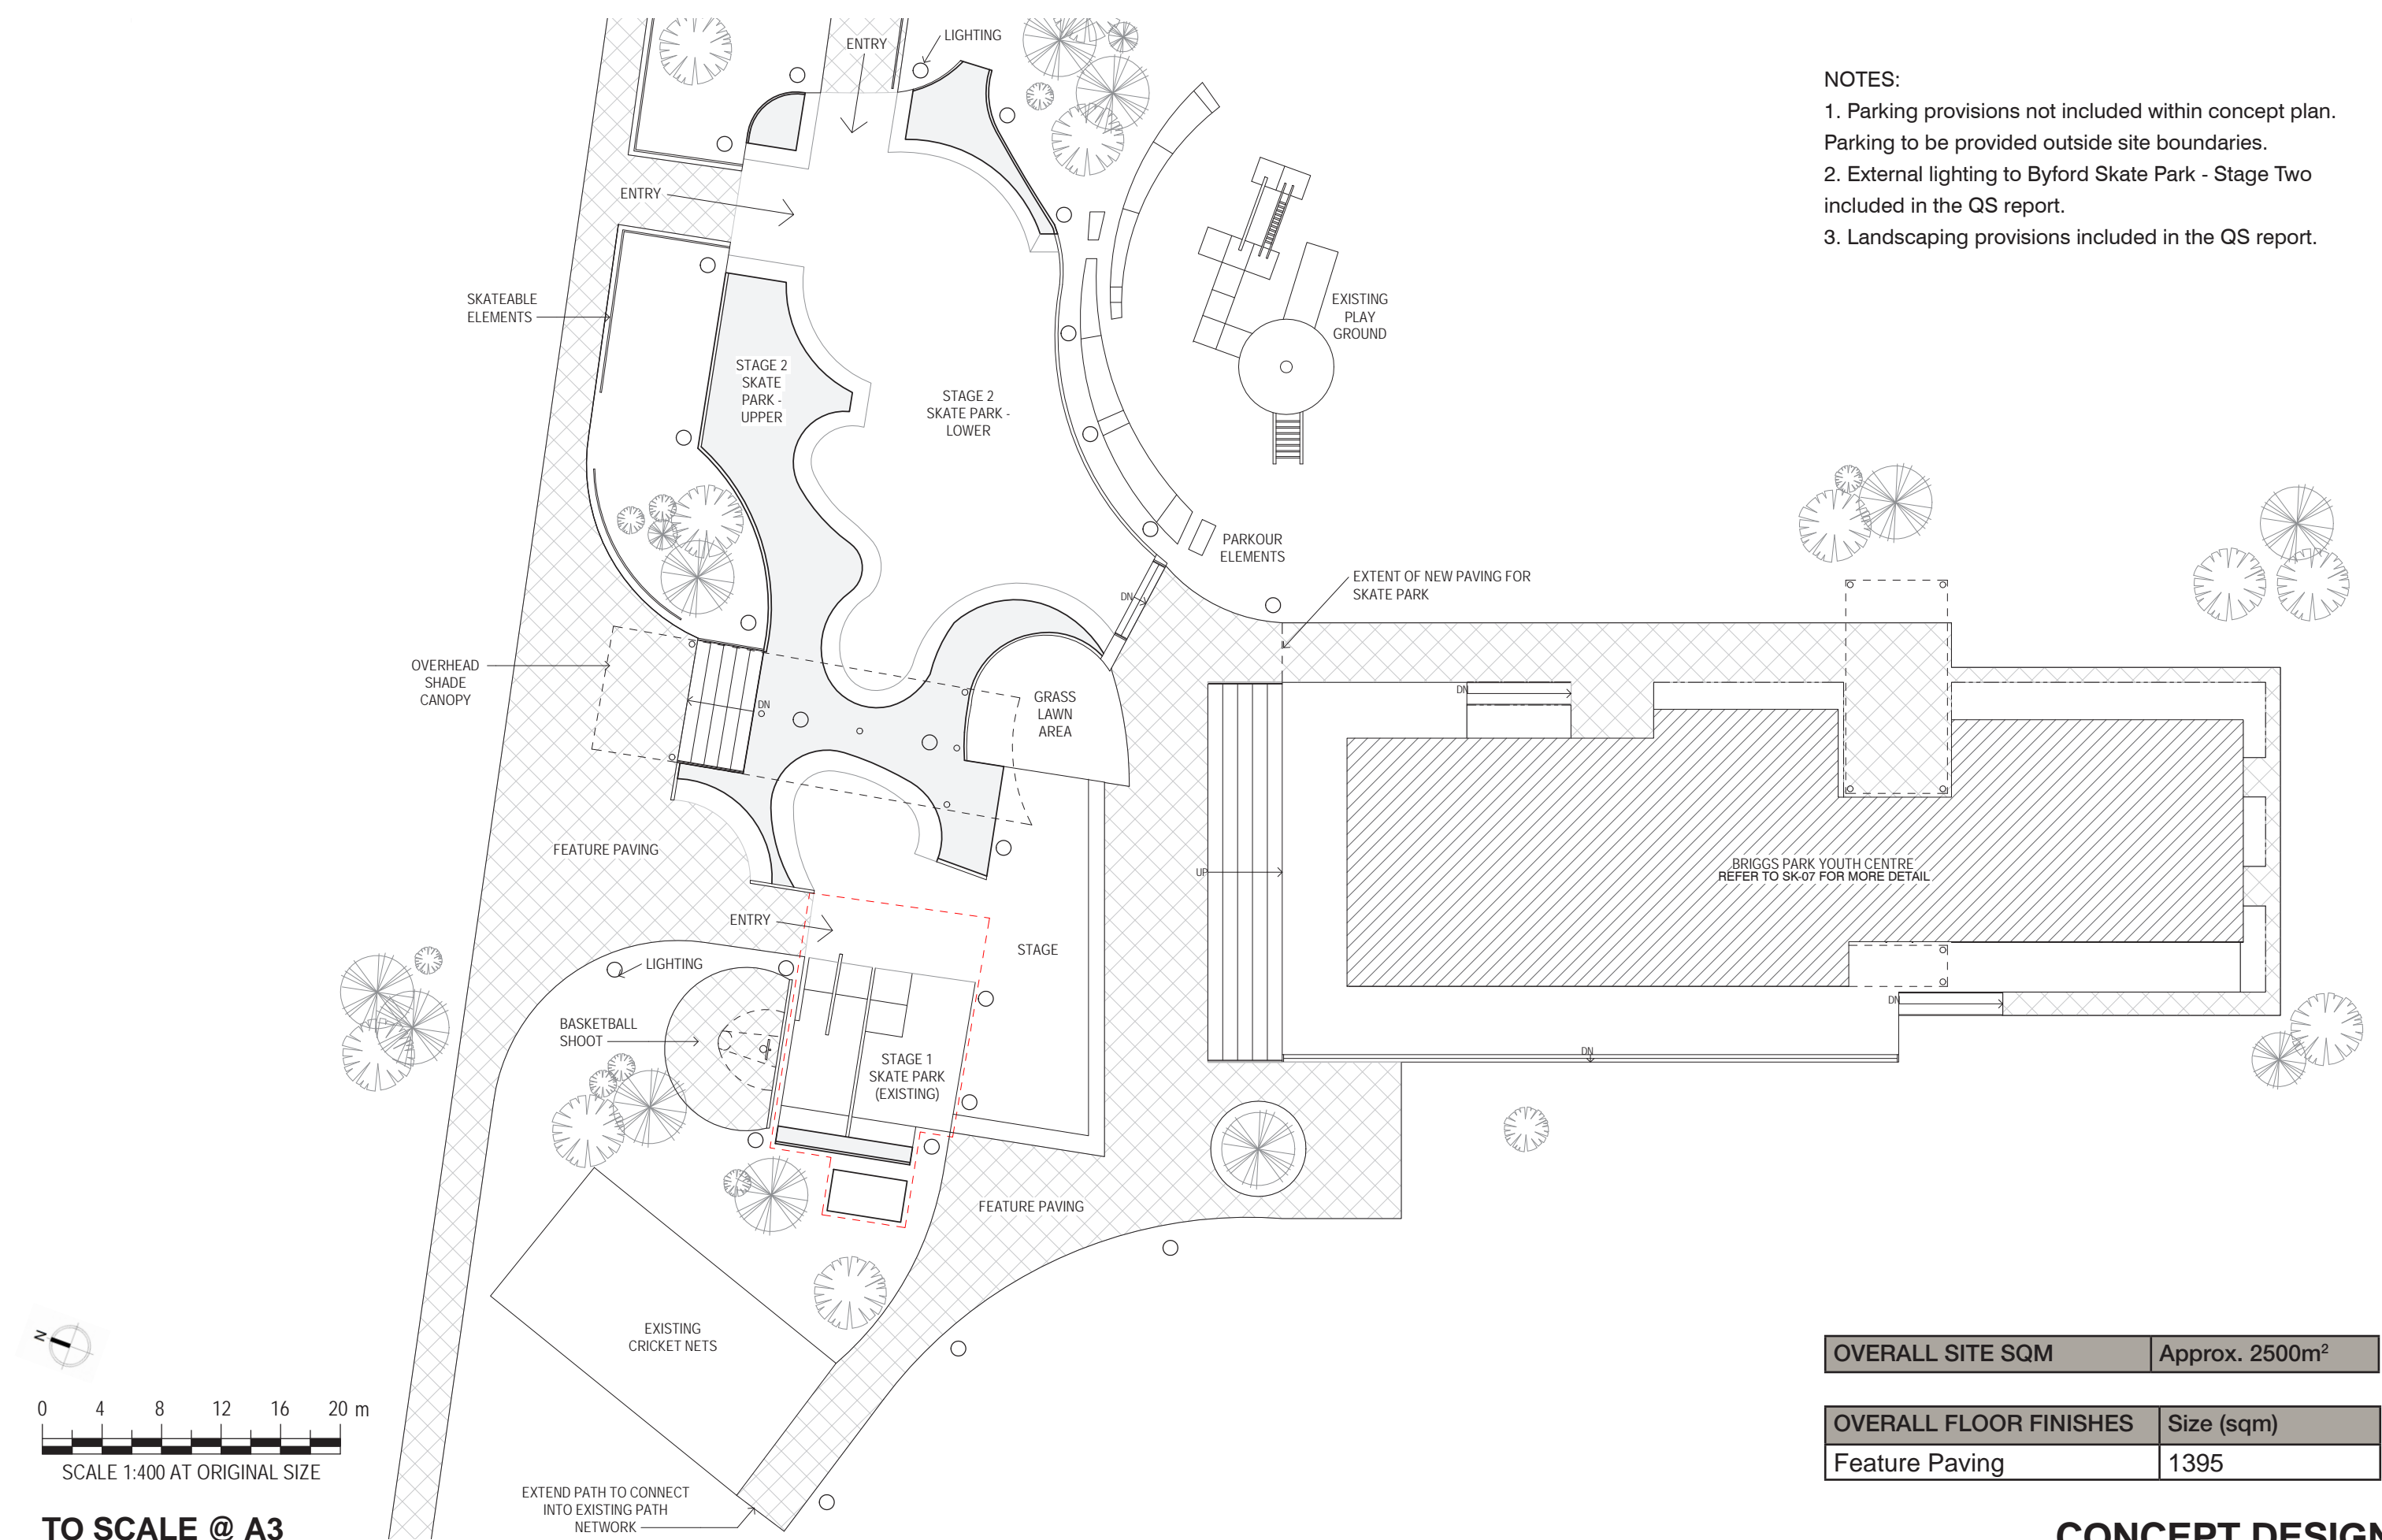 ENTRY
LIGHTING
NOTES:
1. Parking provisions not included within concept plan.
Parking to be provided outside site boundaries.
2. External lighting to Byford Skate Park - Stage Two
included in the QS report.
3. Landscaping provisions included in the QS report.
ENTRY
SKATEABLE
ELEMENTS
EXISTING
PLAY
GROUND
STAGE 2
SKATE
PARK -
UPPER
STAGE 2
SKATE PARK -
LOWER
PARKOUR
ELEMENTS
EXTENT OF NEW PAVING FOR
SKATE PARK
DN
OVERHEAD
SHADE
CANOPY
DN
GRASS
LAWN
AREA
DN
FEATURE PAVING
UP
BRIGGS PARK YOUTH CENTRE
REFER TO SK-07 FOR MORE DETAIL
ENTRY
STAGE
LIGHTING
DN
BASKETBALL
SHOOT
STAGE 1
SKATE PARK
(EXISTING)
DN
FEATURE PAVING
EXISTING
CRICKET NETS
N
0 4 8 12 16 20 m
SCALE 1:400 AT ORIGINAL SIZE
TO SCALE @ A3
EXTEND PATH TO CONNECT
INTO EXISTING PATH
NETWORK
OVERALL SITE SQM Approx. 2500m²
OVERALL FLOOR FINISHES Size (sqm)
Feature Paving 1395
CONCEPT DESIGN